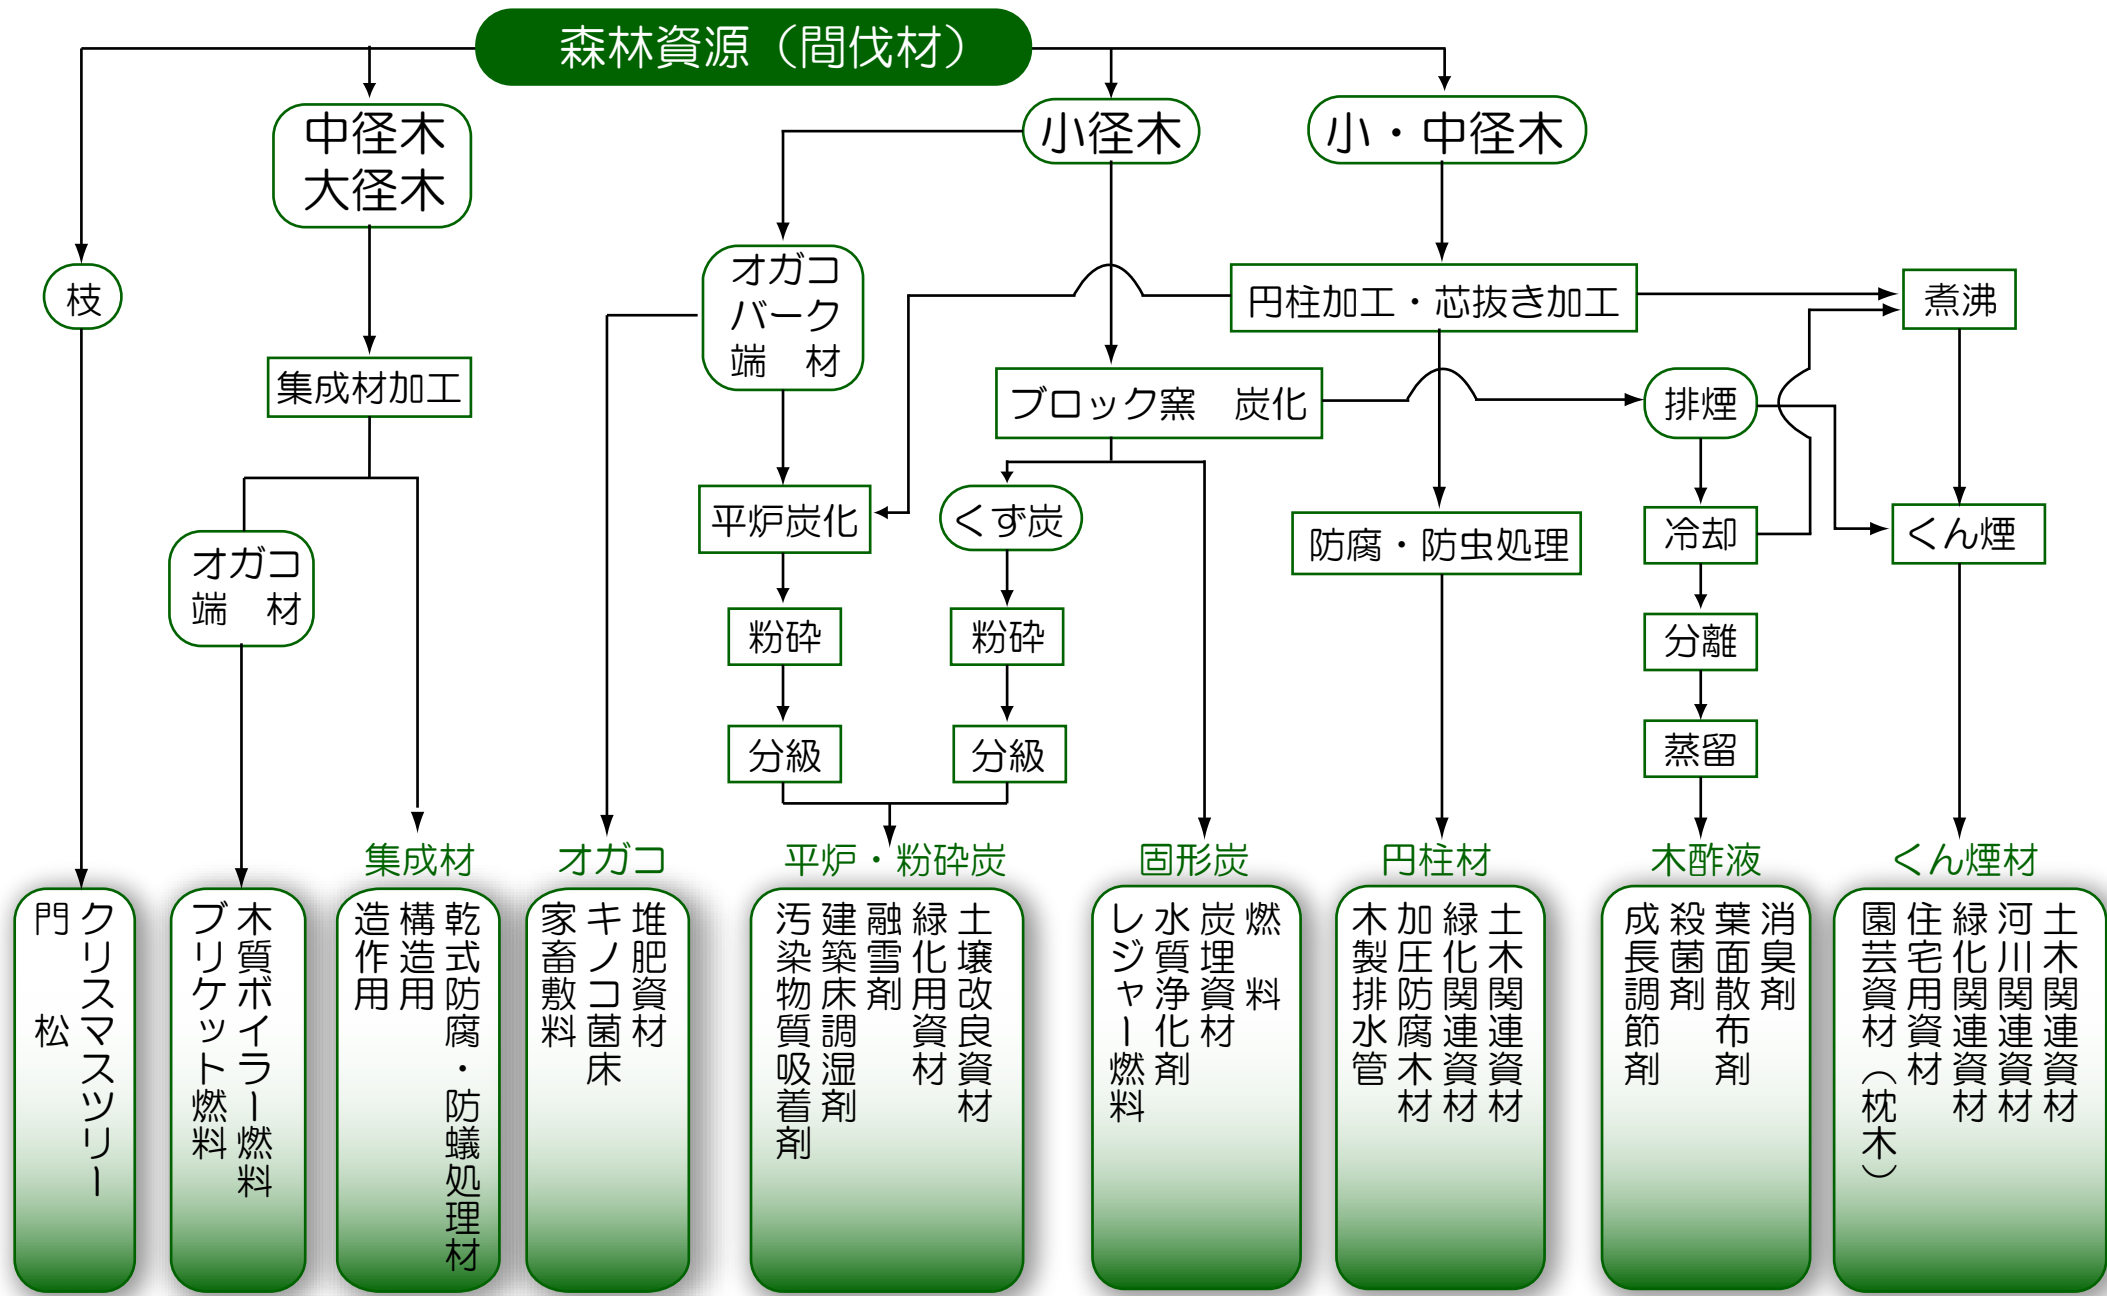 森林資源（間伐材）
中径木
大径木
小径木
小・中径木
枝
オガコ
バーク
端　材
円柱加工・芯抜き加工
煮沸
集成材加工
ブロック窯　炭化
排煙
平炉炭化
くず炭
防腐・防虫処理
冷却
くん煙
オガコ
端　材
粉砕
粉砕
分離
分級
分級
蒸留
クリスマスツリー
門　松
木質ボイラー燃料
ブリケット燃料
集成材
乾式防腐・防蟻処理材
構造用
造作用
オガコ
堆肥資材
キノコ菌床
家畜敷料
平炉・粉砕炭
土壌改良資材
緑化用資材
融雪剤
建築床調湿剤
汚染物質吸着剤
固形炭
燃　料
炭埋資材
水質浄化剤
レジャー燃料
円柱材
土木関連資材
緑化関連資材
加圧防腐木材
木製排水管
木酢液
消臭剤
葉面散布剤
殺菌剤
成長調節剤
くん煙材
土木関連資材
河川関連資材
緑化関連資材
住宅用資材
園芸資材（枕木）